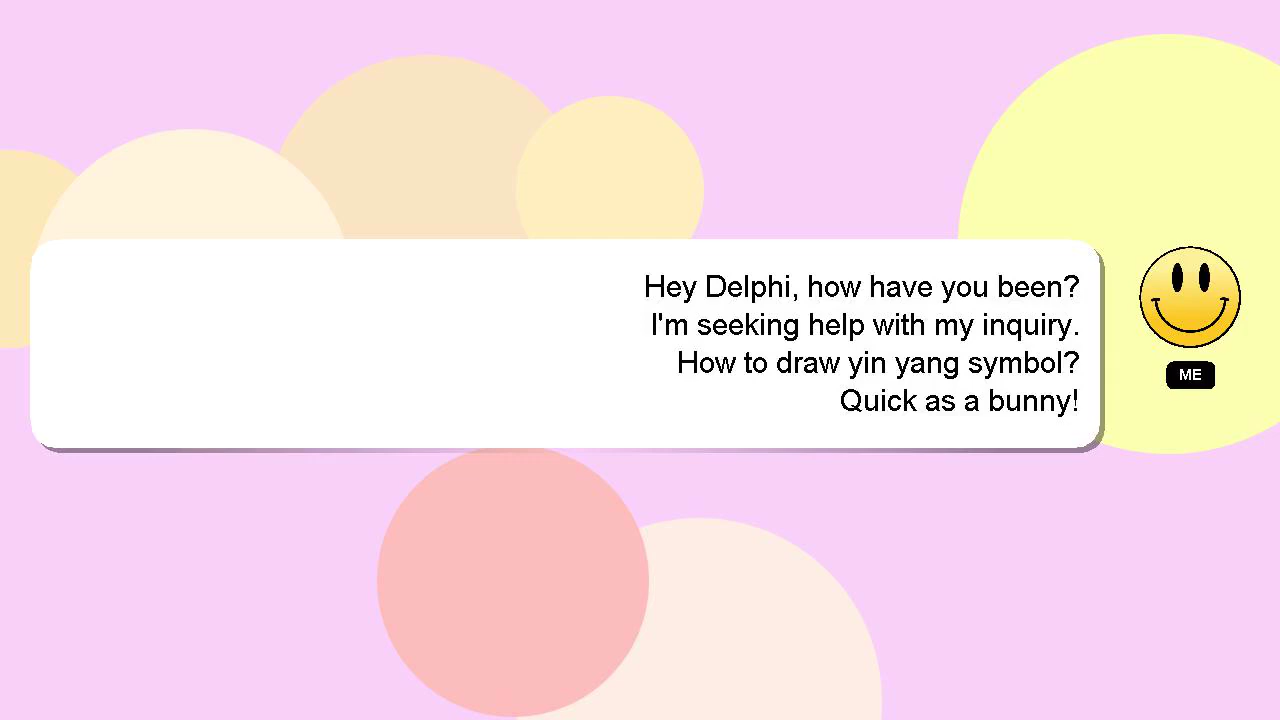 Hey Delphi, how have you been?
I'm seeking help with my inquiry.
How to draw yin yang symbol?
Quick as a bunny!
ME